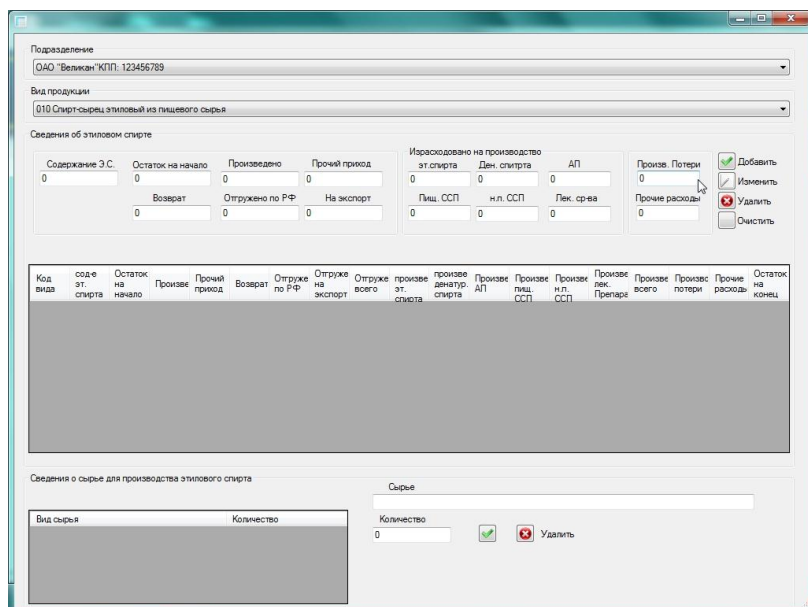 Подразделение
ОАО "Великан"КПП: 123456789
Вид продукции
010 Спирт-сырец этиловый из пищевого сырья
Сведения об этиловом спирте
Содержание Э.С. Остаток на начало Произведено Прочий приход
0 0 0 0
Возврат Отгружено по РФ На экспорт
0 0 0
Израсходовано на производство
эт.спирта Ден. спитрта АП
0 0 0
Пищ. ССП н.п. ССП Лек. ср-ва
0 0 0
Произв. Потери
0
Прочие расходы
0
Добавить
Изменить
Удалить
Очистить
Код вида
сод-е эт. спирта
Остаток на начало
Произве
Прочий приход
Возврат
Отгруже по РФ
Отгруже на экспорт
Отгруже всего
произве эт. спирта
произве денатур. спирта
Произве АП
Произве пищ. ССП
Произве н.п. ССП
Произве лек. Препара
Произве всего
Произвс потери
Прочие расходь
Остаток на конец
Сведения о сырье для производства этилового спирта
Вид сырья Количество
Сырье
Количество
0
Удалить